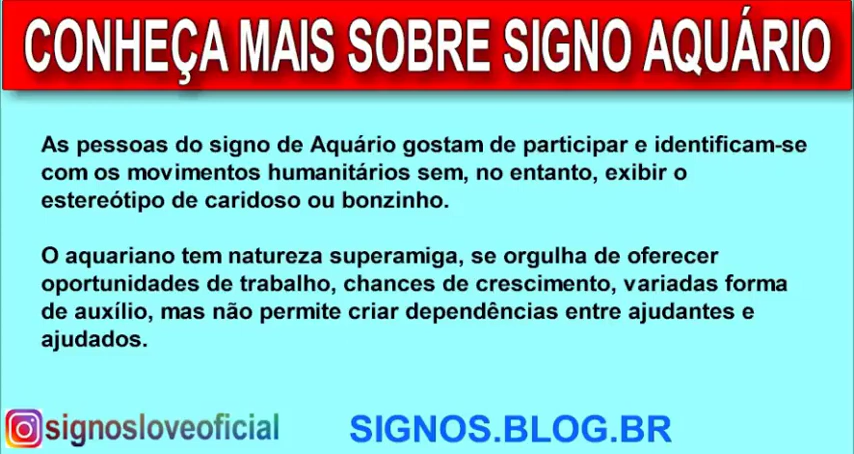 CONHEÇA MAIS SOBRE SIGNO AQUÁRIO
As pessoas do signo de Aquário gostam de participar e identificam-se
com os movimentos humanitários sem, no entanto, exibir o
estereótipo de caridoso ou bonzinho.
O aquariano tem natureza superamiga, se orgulha de oferecer
oportunidades de trabalho, chances de crescimento, variadas forma
de auxílio, mas não permite criar dependências entre ajudantes e
ajudados.
signosloveoficial
SIGNOS.BLOG.BR